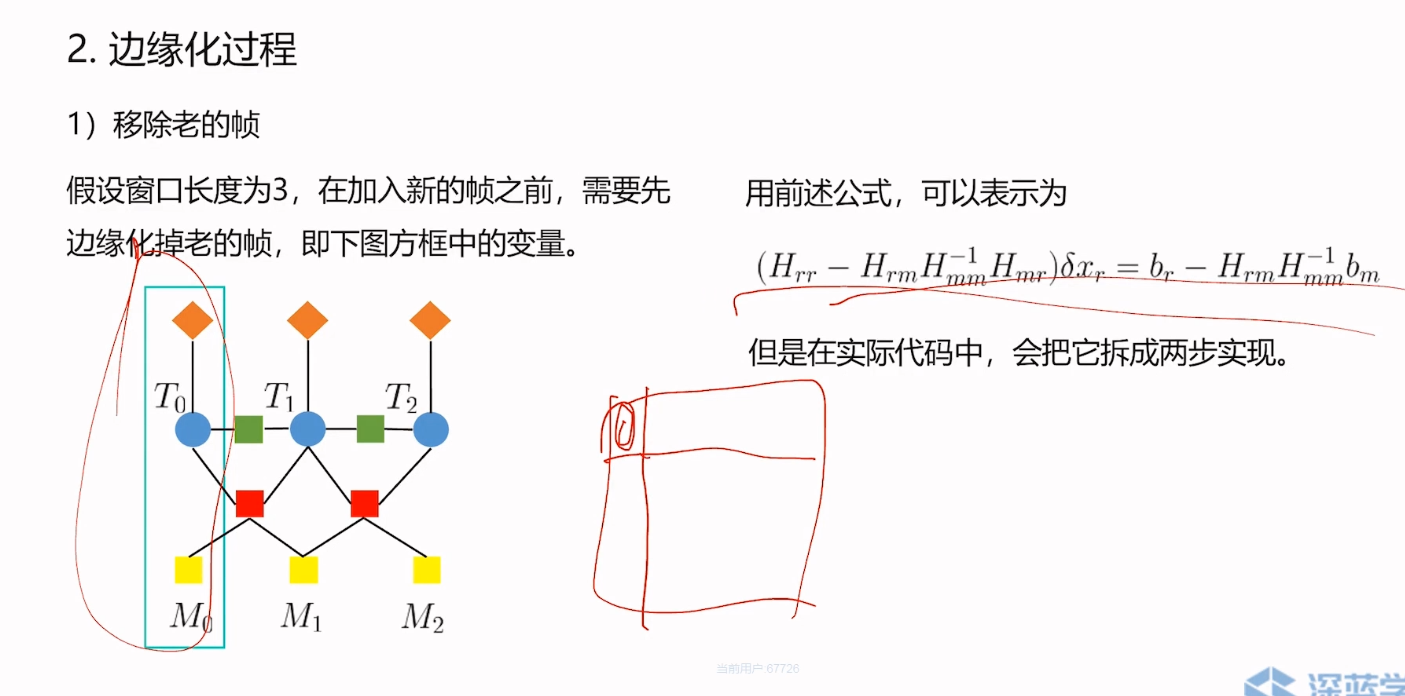 2. 边缘化过程
1）移除老的帧
假设窗口长度为3，在加入新的帧之前，需要先
边缘化掉老的帧，即下图方框中的变量。
T_0 T_1 T_2
M_0 M_1 M_2
用前述公式，可以表示为
(H_{rr} − H_{rm}H_{mm}^{−1}H_{mr})δx_r = b_r − H_{rm}H_{mm}^{−1}b_m
但是在实际代码中，会把它拆成两步实现。
当前用户:67726
深蓝学